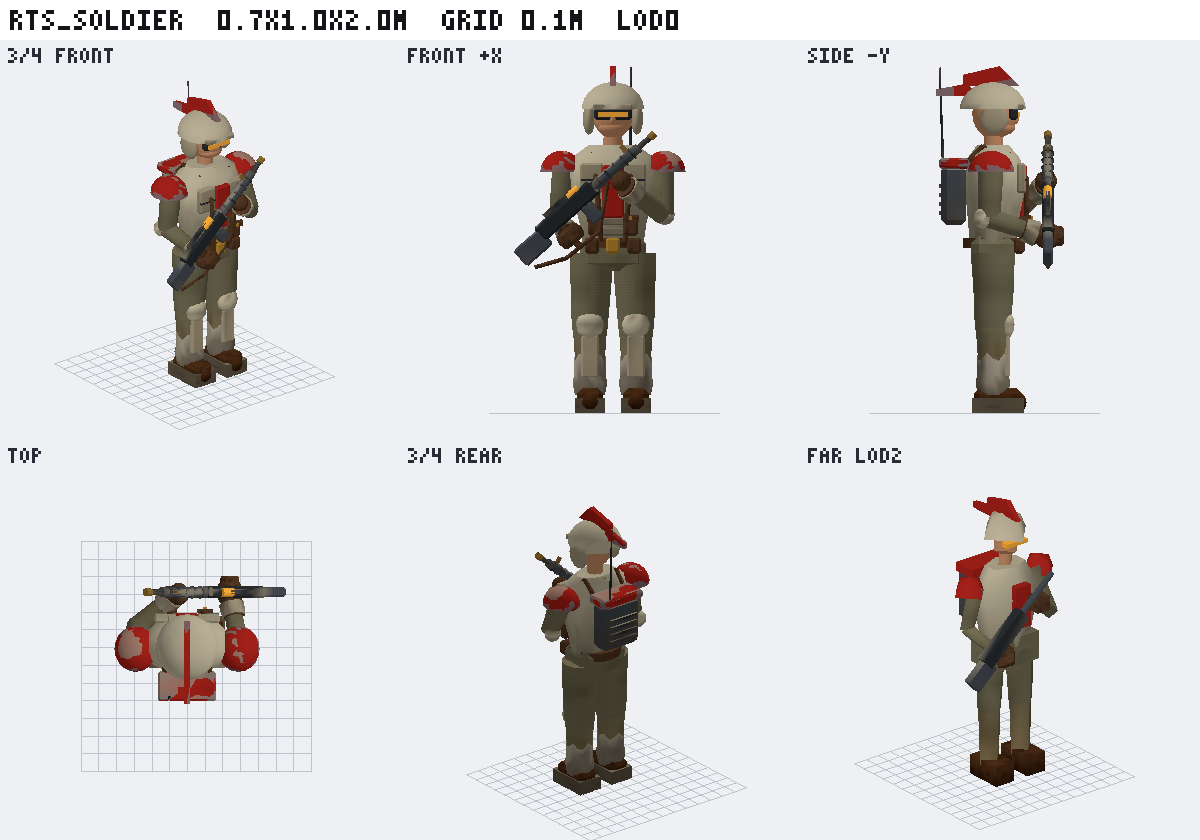 RTS_SOLDIER 0.7X1.0X2.0M GRID 0.1M LOD0
3/4 FRONT
FRONT +X
SIDE -Y
TOP
3/4 REAR
FAR LOD2